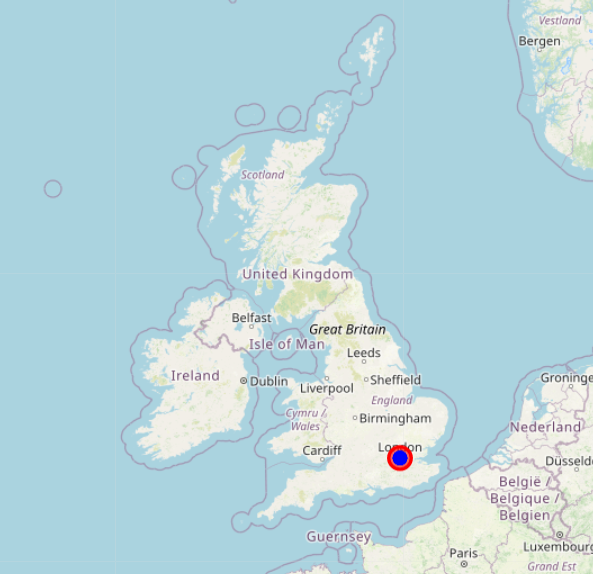 Vestland
Bergen
Scotland
United Kingdom
Belfast
Great Britain
Isle of Man
Leeds
Ireland
Dublin
Liverpool
Sheffield
England
Cymru /
Wales
Birmingham
Cardiff
London
Groninge
Nederland
Düsseldo
België /
Belgique /
Belgien
Guernsey
Paris
Luxembourg
Grand Est